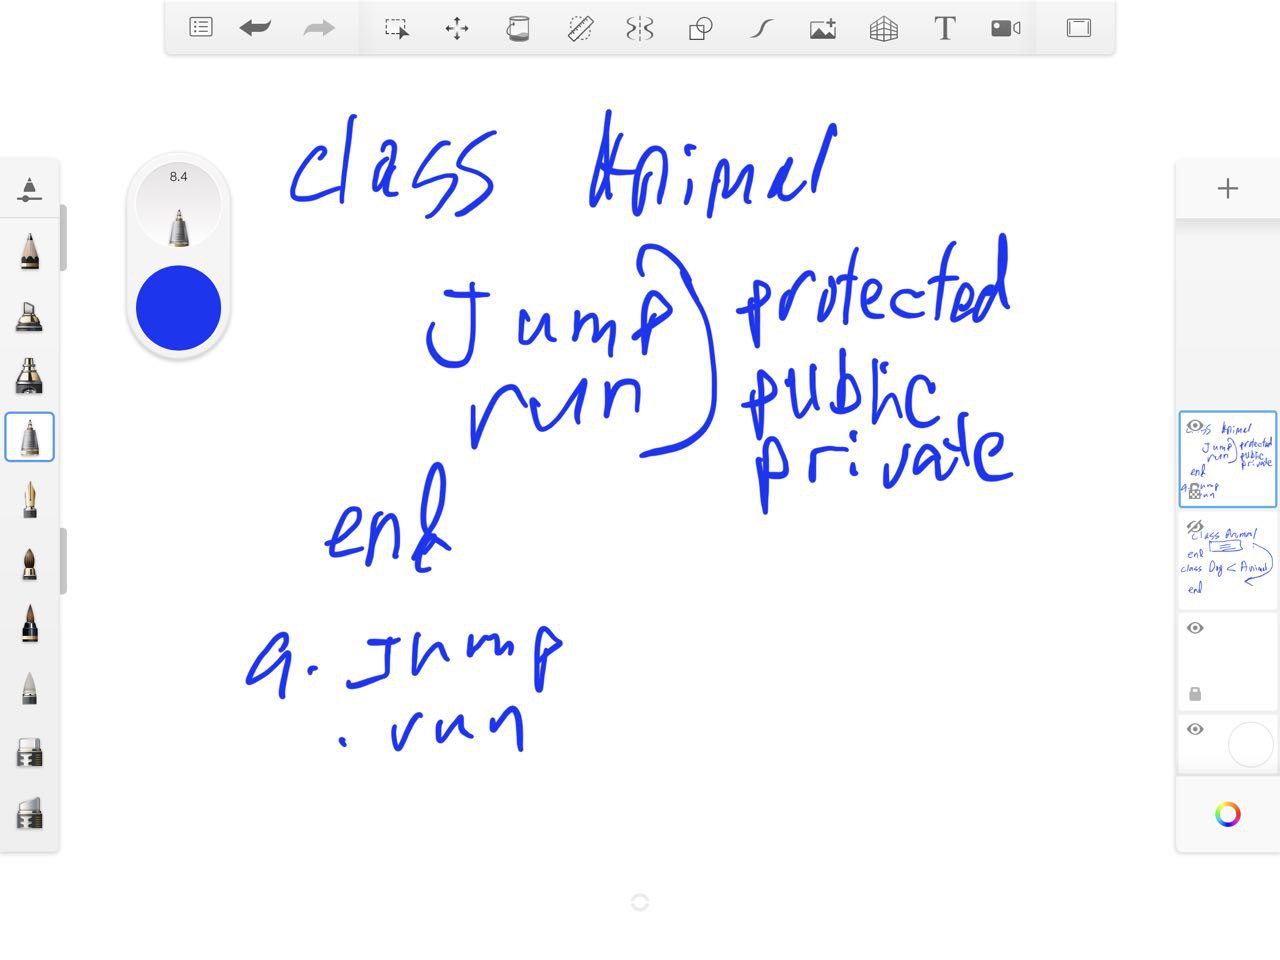 8.4
class Animal
Jump protected
run public
private
end
a. Jump
. run
class Animal
Jump protected
run public
private
end
a. Jump
. run
class Animal
end
class Dog < Animal
end